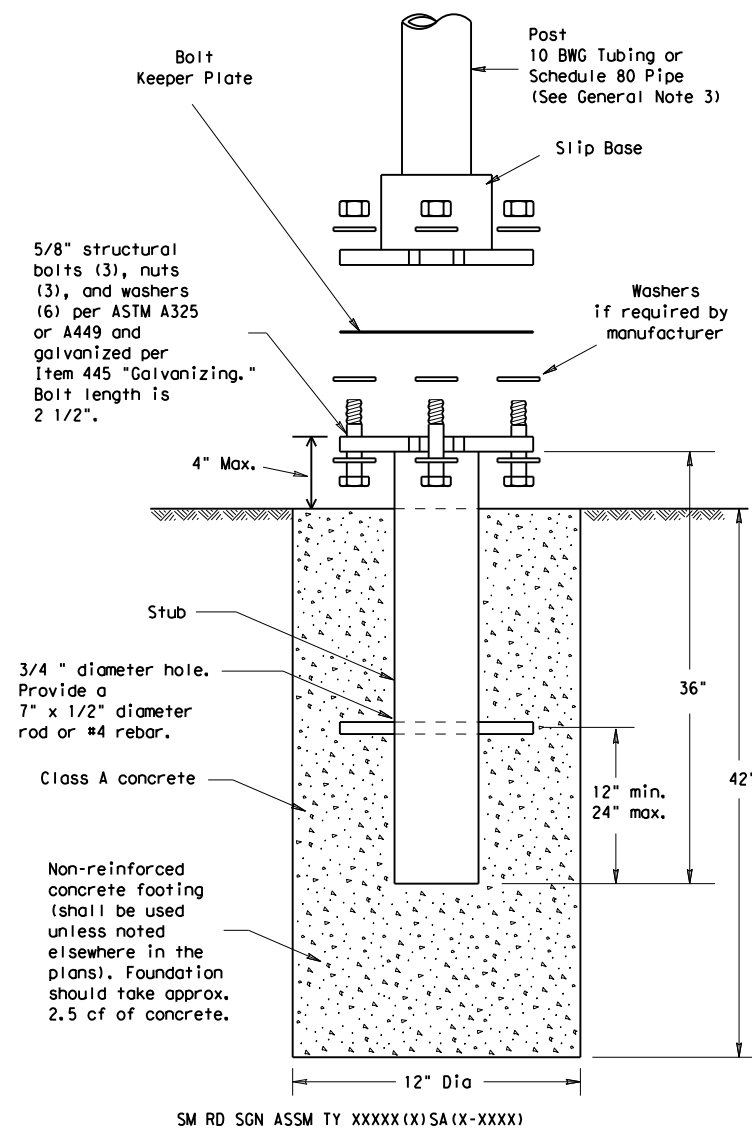 Post
10 BWG Tubing or
Schedule 80 Pipe
(See General Note 3)
Bolt
Keeper Plate
Slip Base
5/8" structural
bolts (3), nuts
(3), and washers
(6) per ASTM A325
or A449 and
galvanized per
Item 445 "Galvanizing."
Bolt length is
2 1/2".
Washers
if required by
manufacturer
4" Max.
Stub
3/4 " diameter hole.
Provide a
7" x 1/2" diameter
rod or #4 rebar.
36"
Class A concrete
12" min.
24" max.
42"
Non-reinforced
concrete footing
(shall be used
unless noted
elsewhere in the
plans). Foundation
should take approx.
2.5 cf of concrete.
12" Dia
SM RD SGN ASSM TY XXXXX(X)SA(X-XXXX)